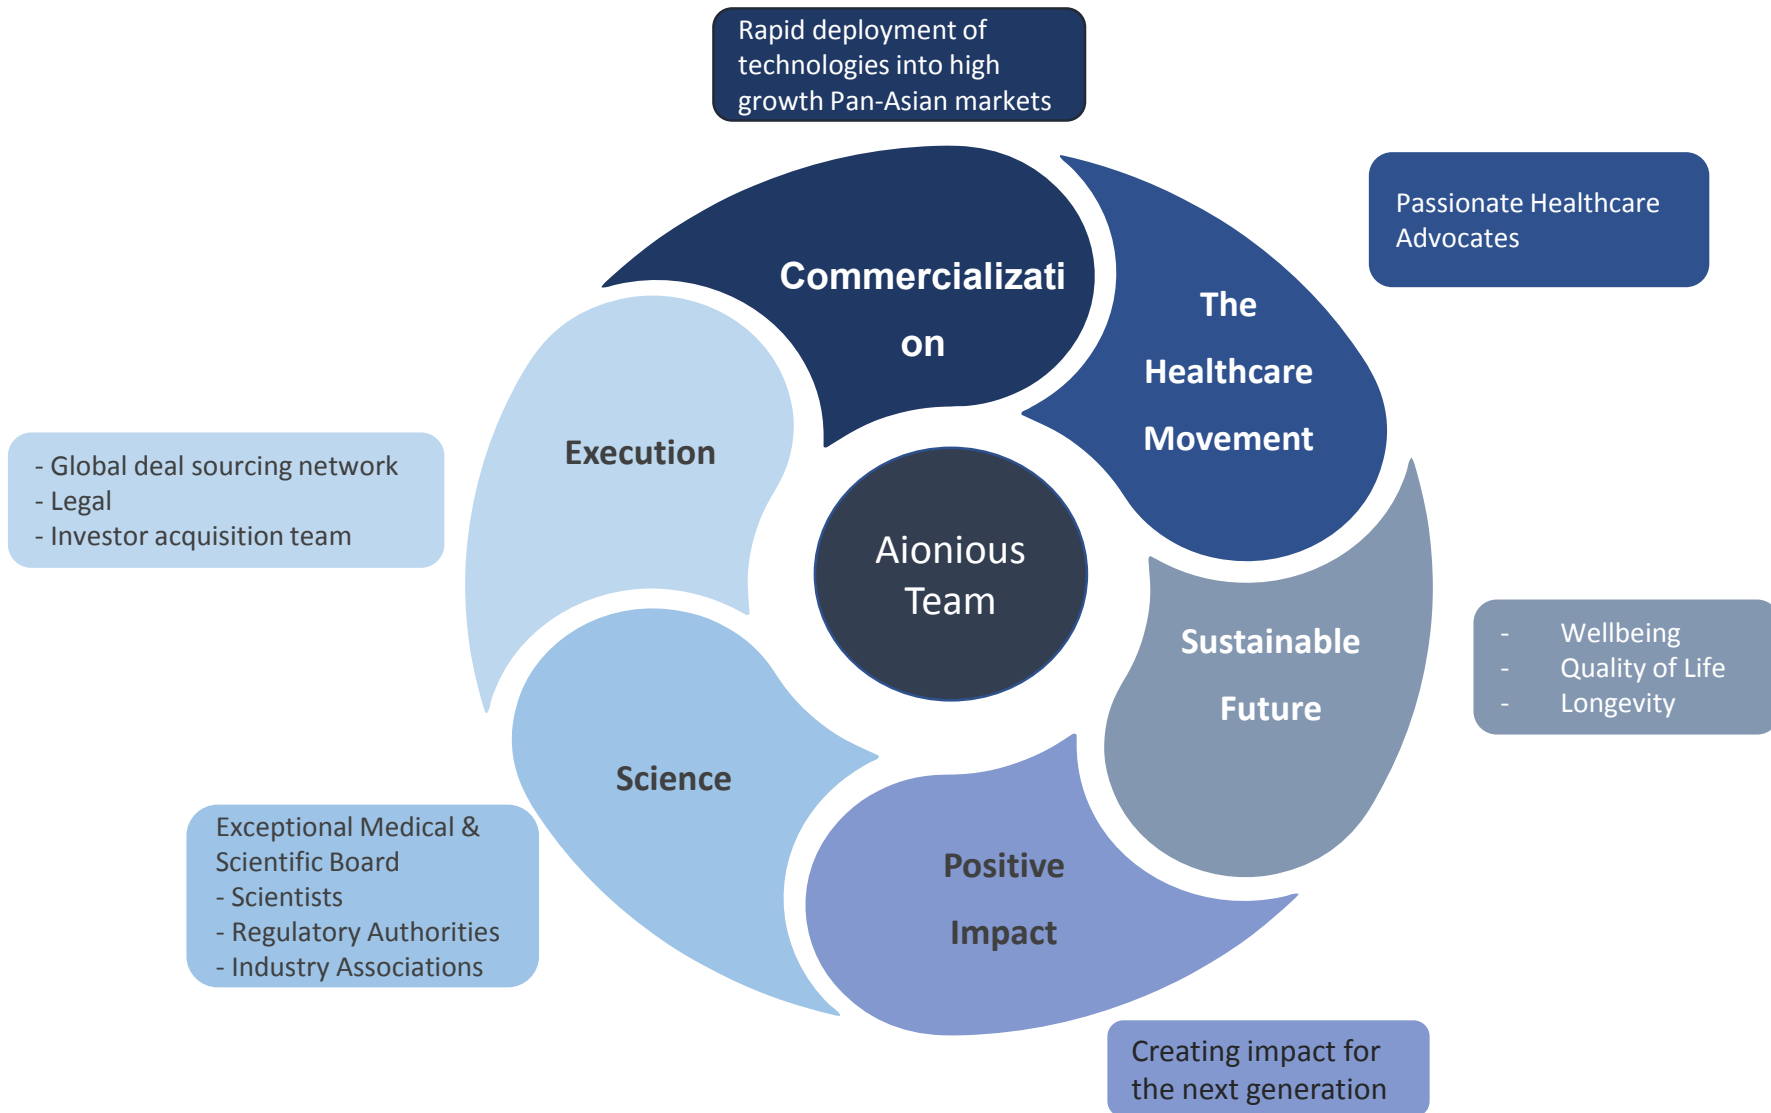 Rapid deployment of
technologies into high
growth Pan-Asian markets
Commercializati
on
Passionate Healthcare
Advocates
The
Healthcare
Movement
Execution
- Global deal sourcing network
- Legal
- Investor acquisition team
Aionious
Team
Sustainable
Future
- Wellbeing
- Quality of Life
- Longevity
Science
Exceptional Medical &
Scientific Board
- Scientists
- Regulatory Authorities
- Industry Associations
Positive
Impact
Creating impact for
the next generation